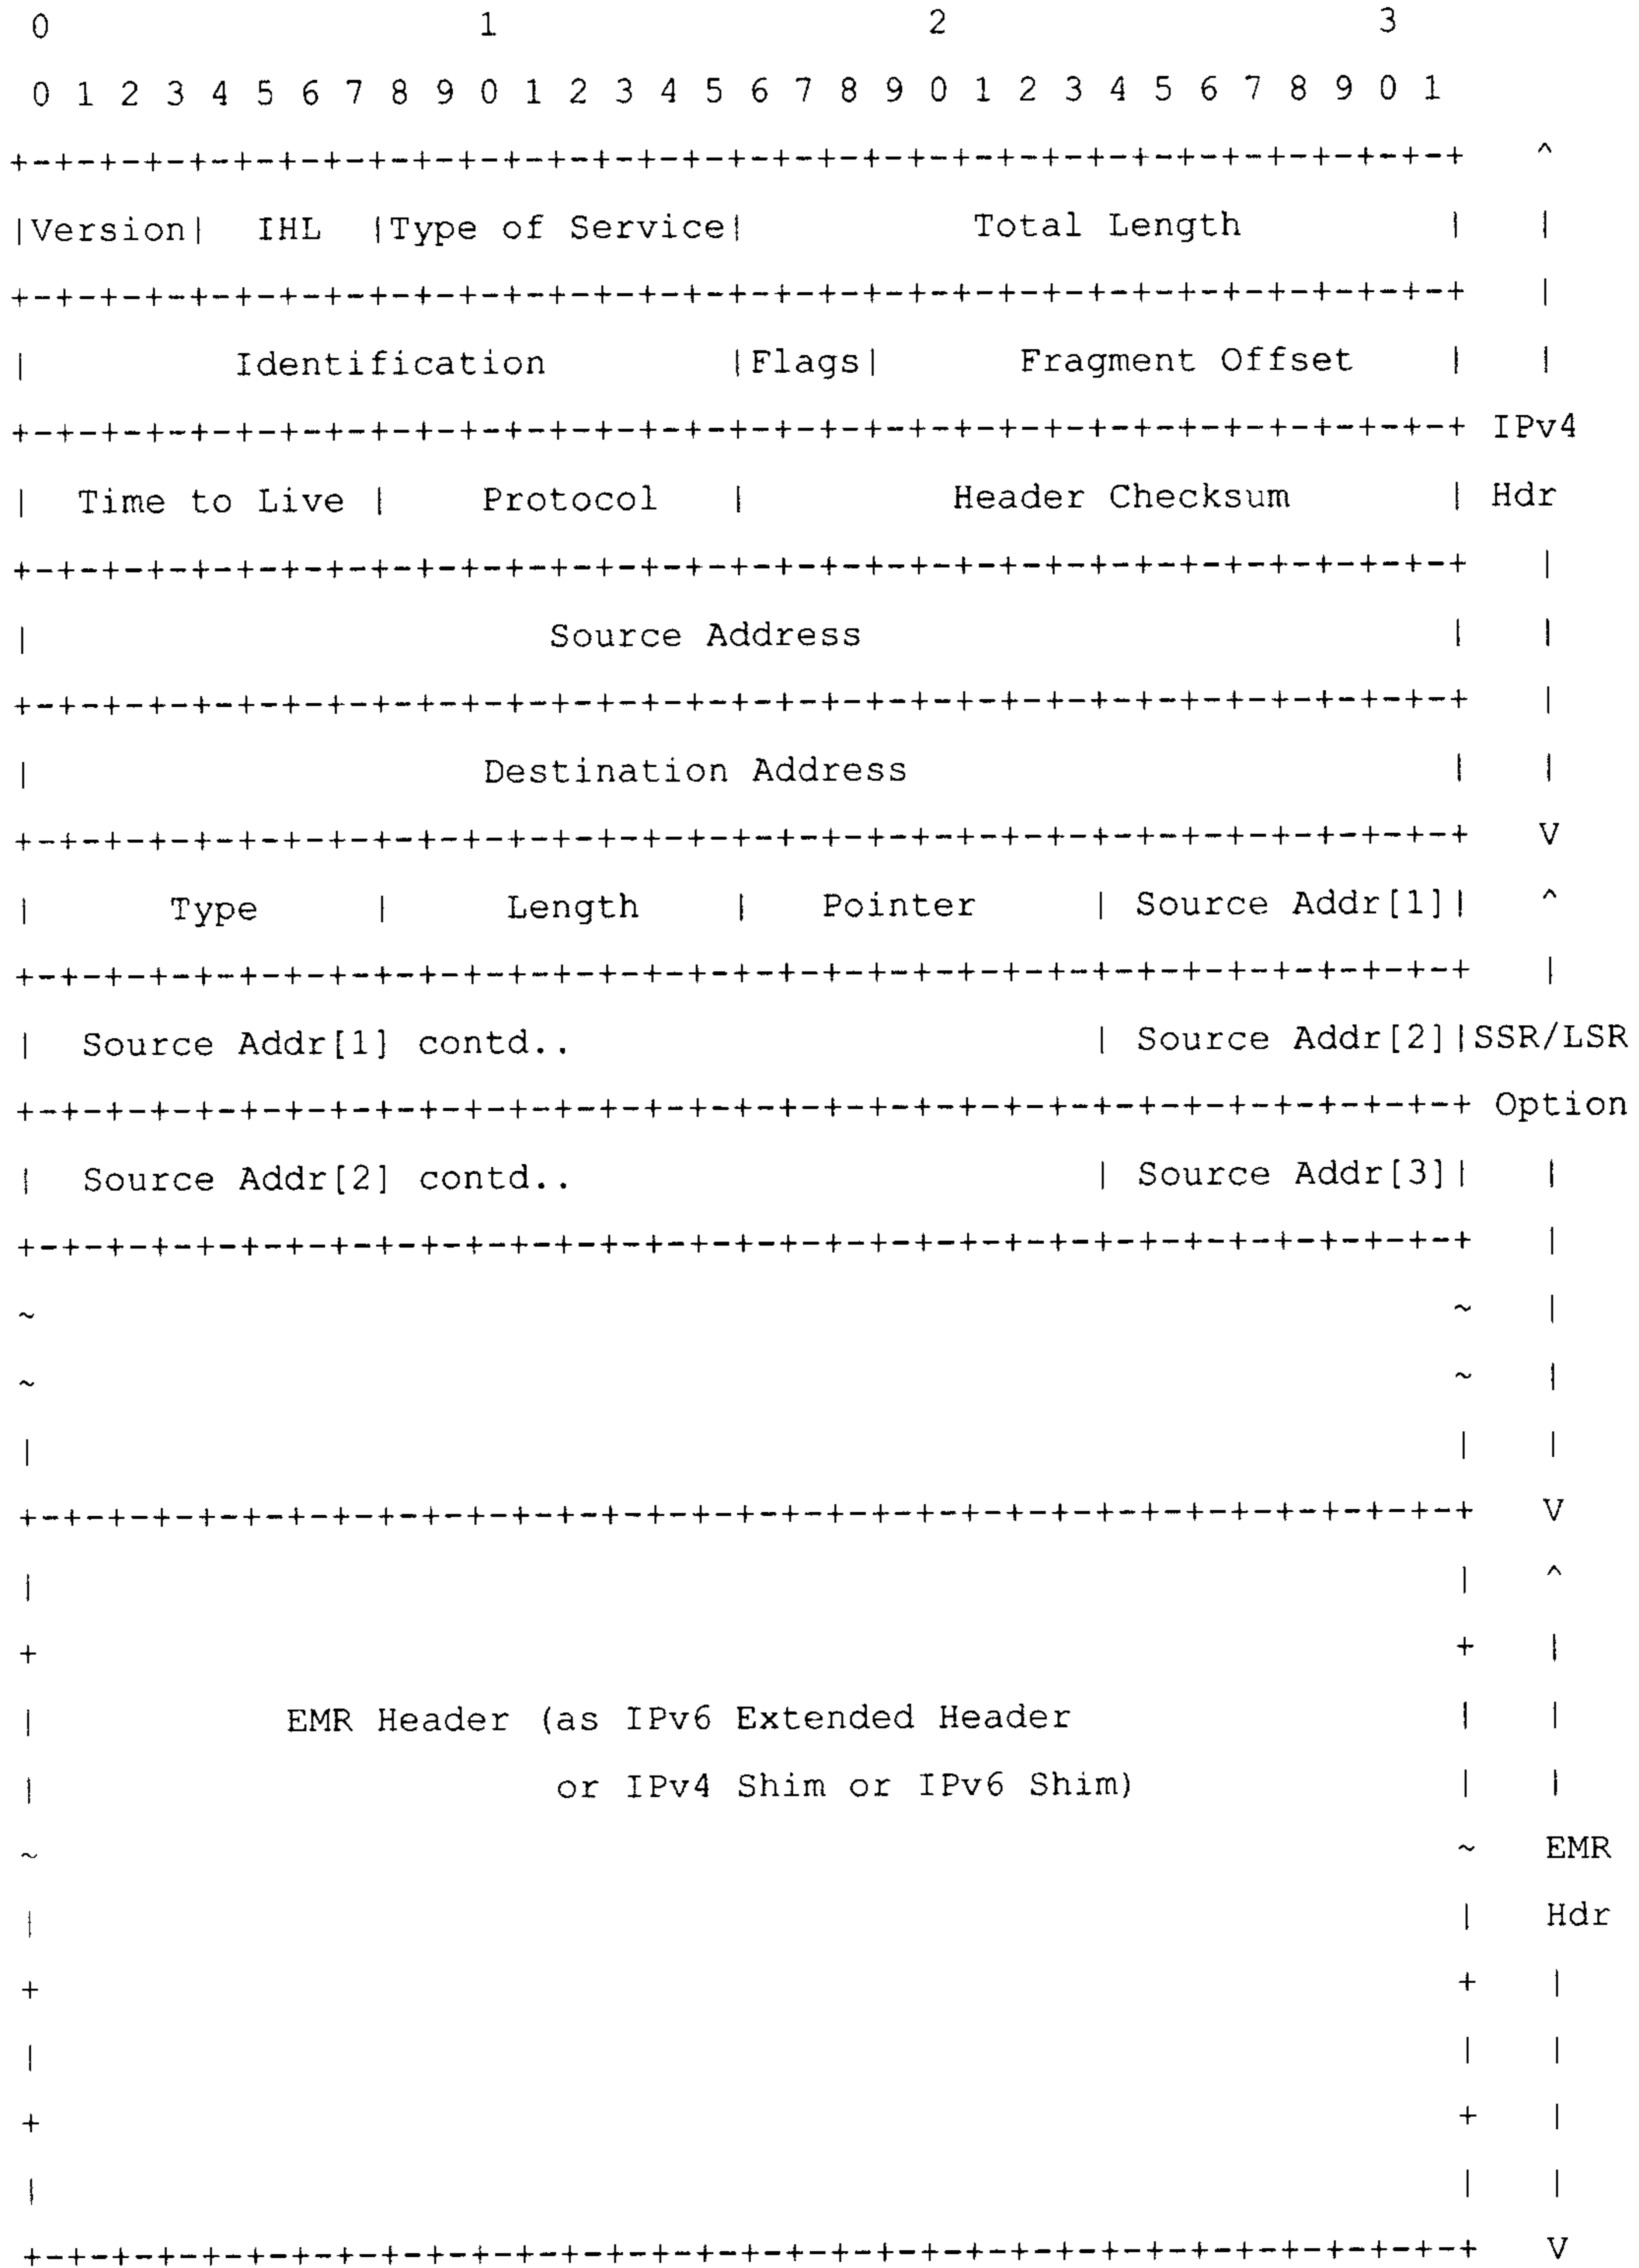 0                   1                   2                   3
 0 1 2 3 4 5 6 7 8 9 0 1 2 3 4 5 6 7 8 9 0 1 2 3 4 5 6 7 8 9 0 1
+-+-+-+-+-+-+-+-+-+-+-+-+-+-+-+-+-+-+-+-+-+-+-+-+-+-+-+-+-+-+-+-+   ^
|Version|  IHL  |Type of Service|          Total Length         |   |
+-+-+-+-+-+-+-+-+-+-+-+-+-+-+-+-+-+-+-+-+-+-+-+-+-+-+-+-+-+-+-+-+   |
|         Identification        |Flags|      Fragment Offset    |   |
+-+-+-+-+-+-+-+-+-+-+-+-+-+-+-+-+-+-+-+-+-+-+-+-+-+-+-+-+-+-+-+-+ IPv4
|  Time to Live |    Protocol   |         Header Checksum       | Hdr
+-+-+-+-+-+-+-+-+-+-+-+-+-+-+-+-+-+-+-+-+-+-+-+-+-+-+-+-+-+-+-+-+   |
|                       Source Address                          |   |
+-+-+-+-+-+-+-+-+-+-+-+-+-+-+-+-+-+-+-+-+-+-+-+-+-+-+-+-+-+-+-+-+   |
|                    Destination Address                        |   |
+-+-+-+-+-+-+-+-+-+-+-+-+-+-+-+-+-+-+-+-+-+-+-+-+-+-+-+-+-+-+-+-+   V
|      Type     |     Length    |   Pointer     | Source Addr[1]|   ^
+-+-+-+-+-+-+-+-+-+-+-+-+-+-+-+-+-+-+-+-+-+-+-+-+-+-+-+-+-+-+-+-+   |
|  Source Addr[1] contd..                       | Source Addr[2]|SSR/LSR
+-+-+-+-+-+-+-+-+-+-+-+-+-+-+-+-+-+-+-+-+-+-+-+-+-+-+-+-+-+-+-+-+ Option
|  Source Addr[2] contd..                       | Source Addr[3]|   |
+-+-+-+-+-+-+-+-+-+-+-+-+-+-+-+-+-+-+-+-+-+-+-+-+-+-+-+-+-+-+-+-+   |
~                                                               ~   |
~                                                               ~   |
|                                                               |   |
+-+-+-+-+-+-+-+-+-+-+-+-+-+-+-+-+-+-+-+-+-+-+-+-+-+-+-+-+-+-+-+-+   V
|                                                               |   ^
+                                                               +   |
|           EMR Header (as IPv6 Extended Header                 |   |
|                       or IPv4 Shim or IPv6 Shim)              |   |
~                                                               ~   EMR
|                                                               |   Hdr
+                                                               +   |
|                                                               |   |
+                                                               +   |
|                                                               |   |
+-+-+-+-+-+-+-+-+-+-+-+-+-+-+-+-+-+-+-+-+-+-+-+-+-+-+-+-+-+-+-+-+   V